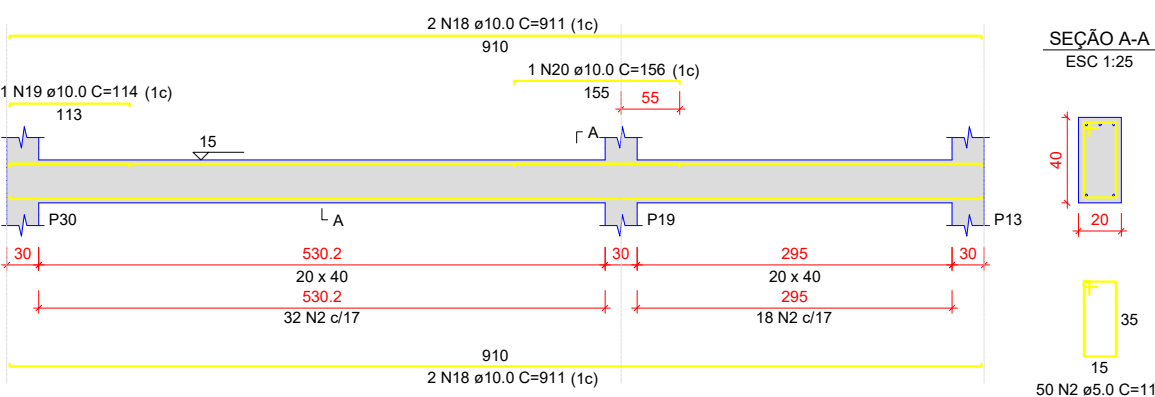 2 N18 ø10.0 C=911 (1c)
910
SEÇÃO A-A
ESC 1:25
1 N20 ø10.0 C=156 (1c)
155
55
1 N19 ø10.0 C=114 (1c)
113
A
15
40
20
A
P30
P19
P13
30
530.2
30
295
30
20 x 40
20 x 40
530.2
295
32 N2 c/17
18 N2 c/17
35
15
910
2 N18 ø10.0 C=911 (1c)
50 N2 ø5.0 C=11